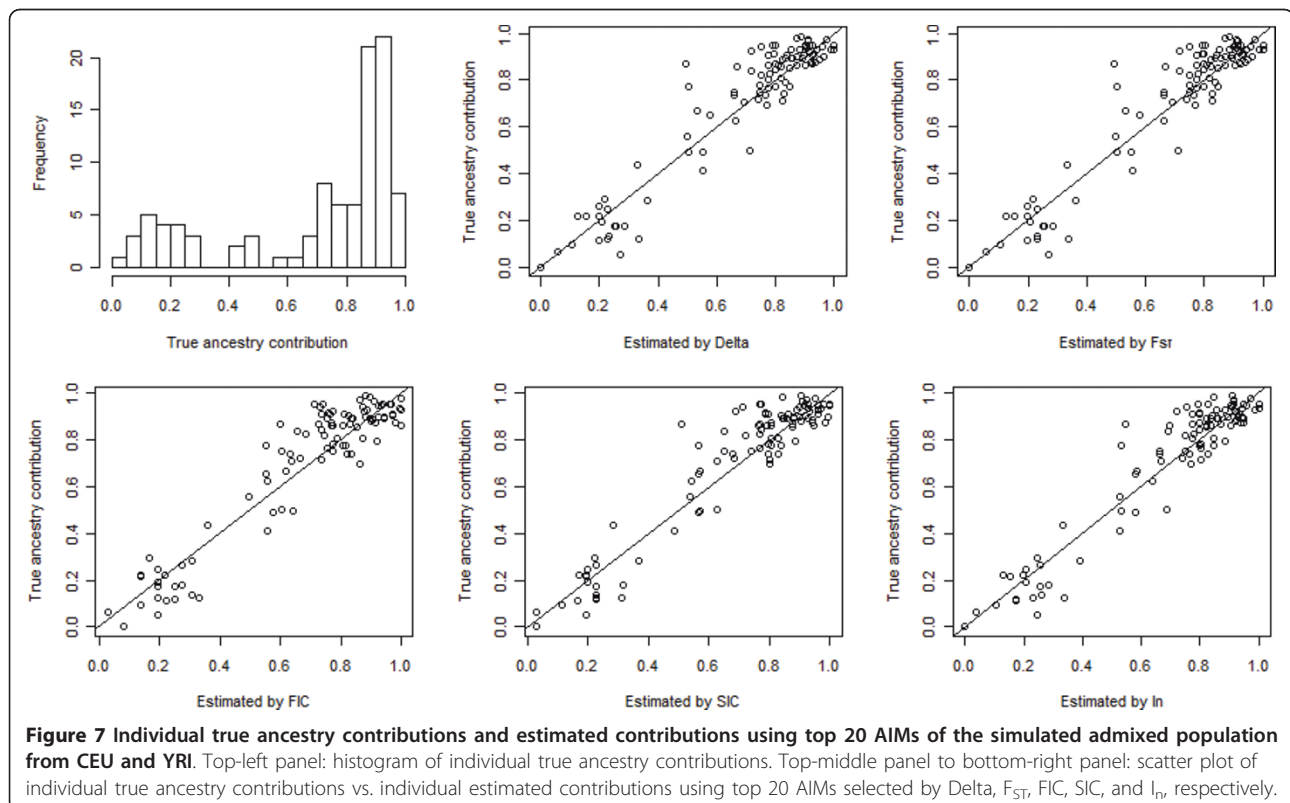 Frequency
0 5 10 15 20
0.0 0.2 0.4 0.6 0.8 1.0
True ancestry contribution
True ancestry contribution
0.0 0.2 0.4 0.6 0.8 1.0
0.0 0.2 0.4 0.6 0.8 1.0
Estimated by Delta
True ancestry contribution
0.0 0.2 0.4 0.6 0.8 1.0
0.0 0.2 0.4 0.6 0.8 1.0
Estimated by Fsr
True ancestry contribution
0.0 0.2 0.4 0.6 0.8 1.0
0.0 0.2 0.4 0.6 0.8 1.0
Estimated by FIC
True ancestry contribution
0.0 0.2 0.4 0.6 0.8 1.0
0.0 0.2 0.4 0.6 0.8 1.0
Estimated by SIC
True ancestry contribution
0.0 0.2 0.4 0.6 0.8 1.0
0.0 0.2 0.4 0.6 0.8 1.0
Estimated by In
Figure 7 Individual true ancestry contributions and estimated contributions using top 20 AIMs of the simulated admixed population
from CEU and YRI. Top-left panel: histogram of individual true ancestry contributions. Top-middle panel to bottom-right panel: scatter plot of
individual true ancestry contributions vs. individual estimated contributions using top 20 AIMs selected by Delta, FST, FIC, SIC, and In, respectively.